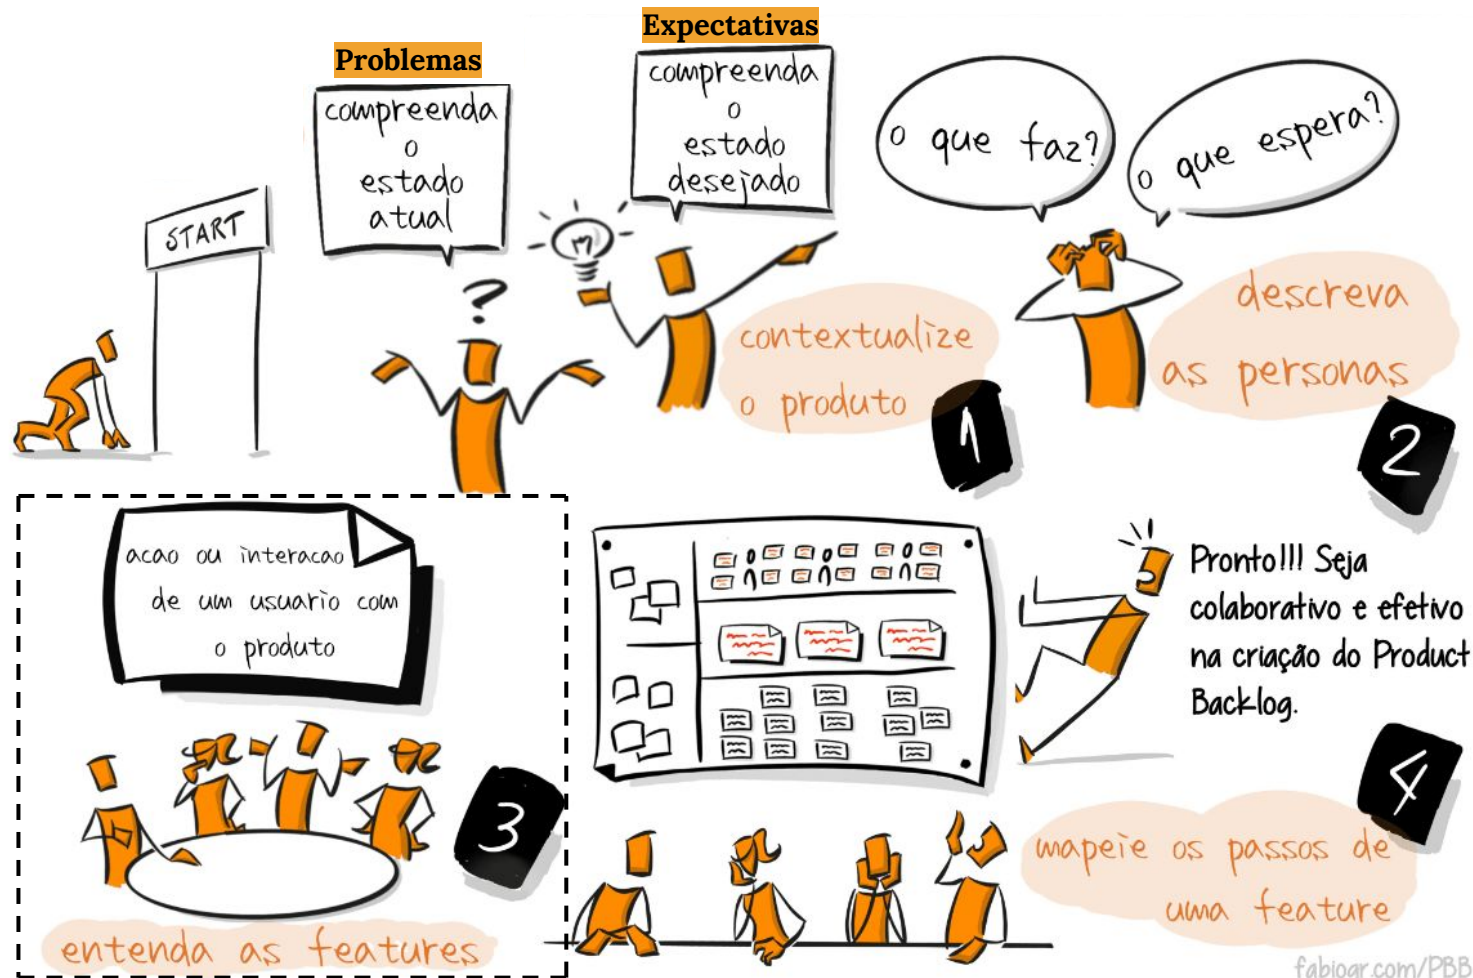 Problemas
compreenda
o
estado
atual
Expectativas
compreenda
o
estado
desejado
o que faz?
o que espera?
START
contextualize
o produto
1
descreva
as personas
2
acao ou interacao
de um usuario com
o produto
3
entenda as features
Pronto!!! Seja
colaborativo e efetivo
na criação do Product
Backlog.
4
mapeie os passos de
uma feature
fabioar.com/PBB